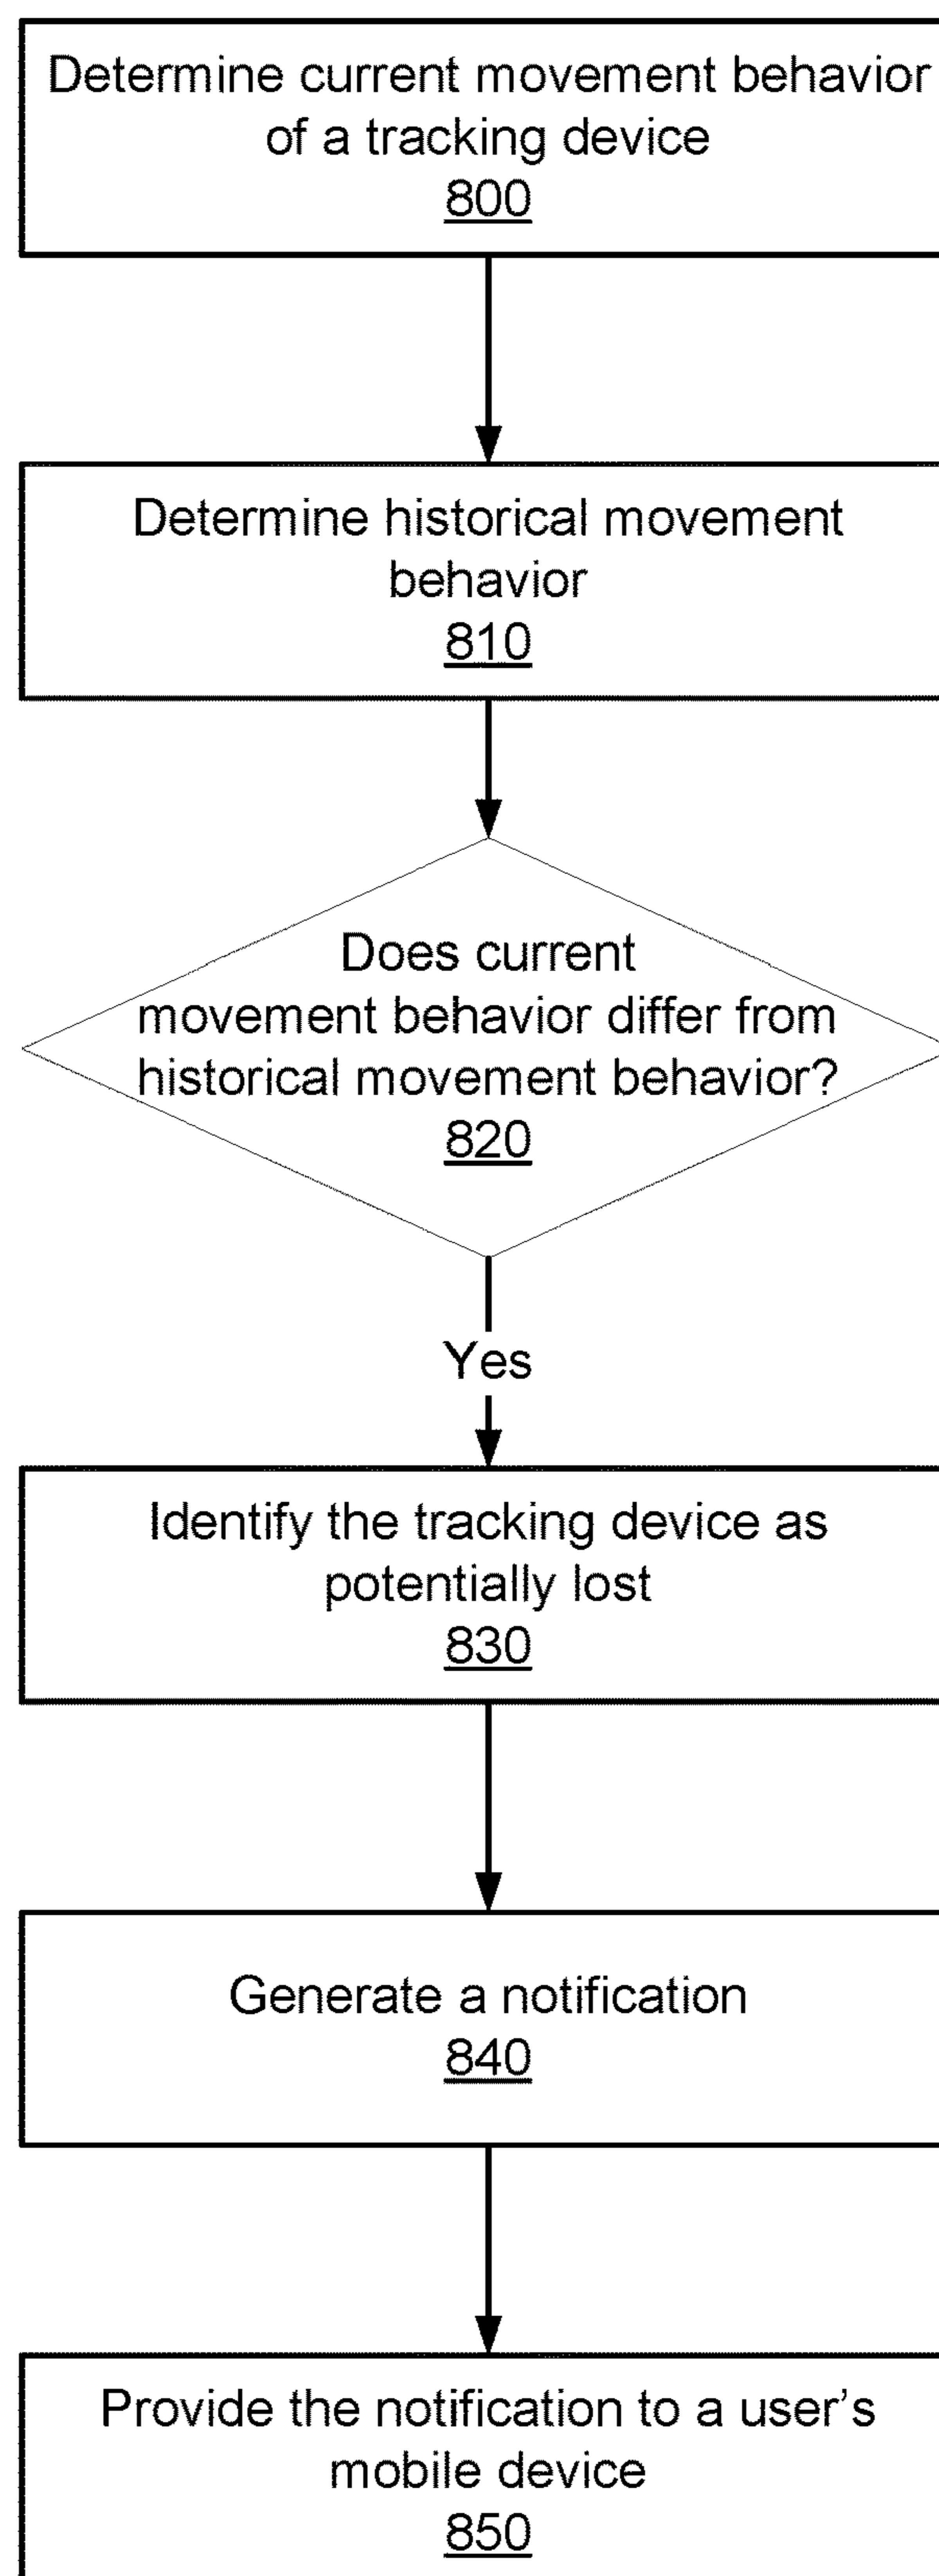 Determine current movement behavior
of a tracking device
800
Determine historical movement
behavior
810
Does current
movement behavior differ from
historical movement behavior?
820
Yes
Identify the tracking device as
potentially lost
830
Generate a notification
840
Provide the notification to a user's
mobile device
850